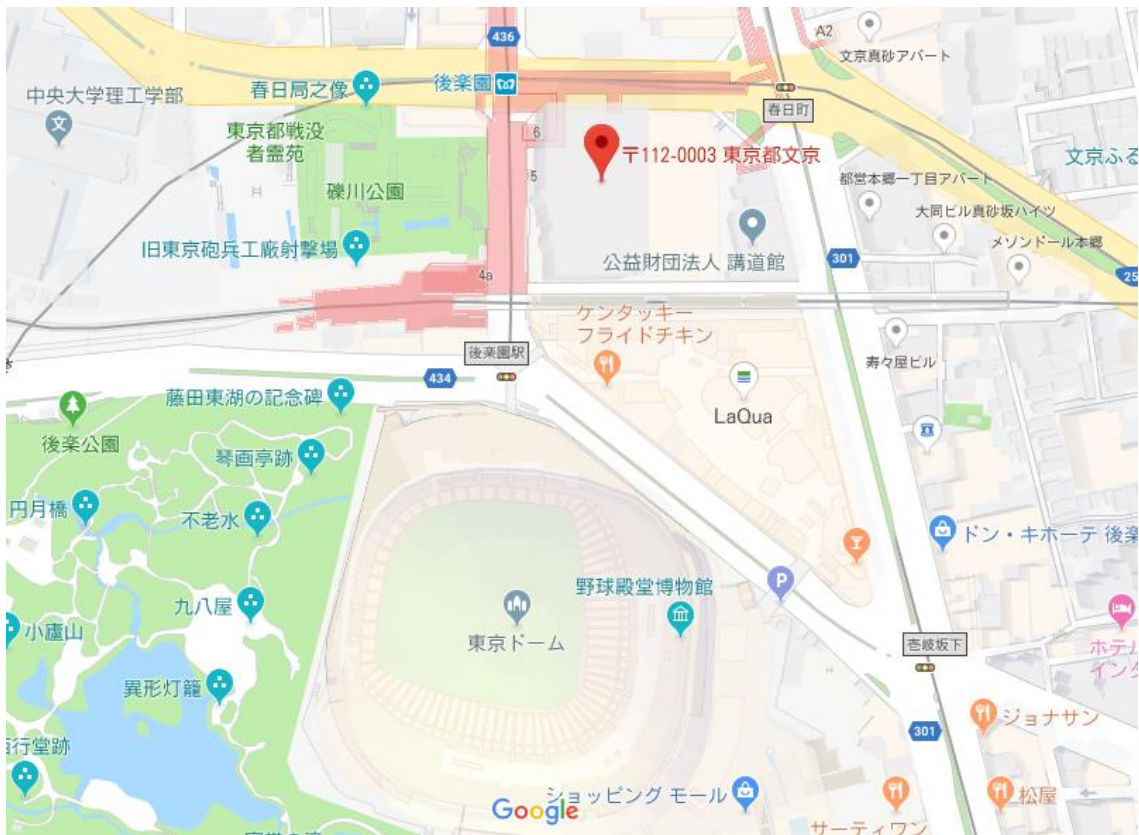 436
A2
文京真砂アパート
後楽園
春日局之像
中央大学理工学部
春日町
東京都戦没
者霊苑
6
〒112-0003 東京都文京
文京ふる
5
都営本郷一丁目アパート
礫川公園
大同ビル真砂坂ハイツ
メゾンドール本郷
旧東京砲兵工廠射撃場
公益財団法人 講道館
301
25
4a
ケンタッキー
フライドチキン
後楽園駅
寿々屋ビル
434
藤田東湖の記念碑
LaQua
後楽公園
琴画亭跡
円月橋
不老水
ドン・キホーテ 後楽
P
野球殿堂博物館
九八屋
小廬山
東京ドーム
壱岐坂下
ホテル
インタ
異形灯籠
ジョナサン
301
西行堂跡
ショッピング モール
松屋
Google
サーティワン